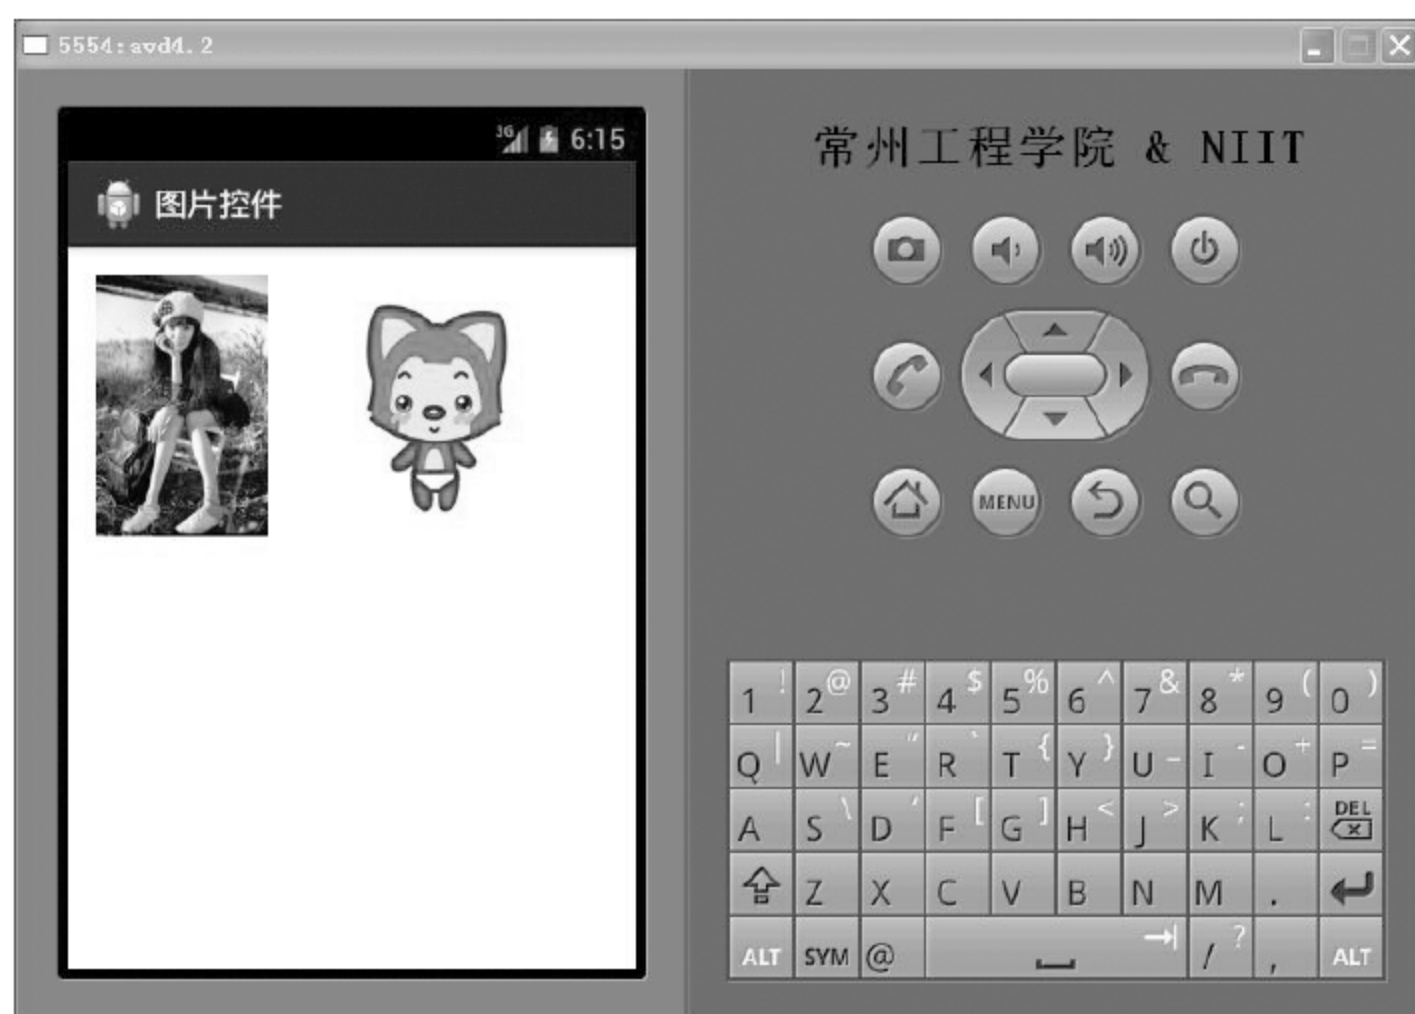 5554:avd4.2
3G 6:15
图片控件
常州工程学院 & NIIT
MENU
1 ! 2 @ 3 # 4 $ 5 % 6 ^ 7 & 8 * 9 ( 0 )
Q | W ~ E " R ` T { Y } U _ I - O + P =
A S \ D ' F [ G ] H < J > K ; L : DEL
Z X C V B N M .
ALT SYM @ / ? , ALT